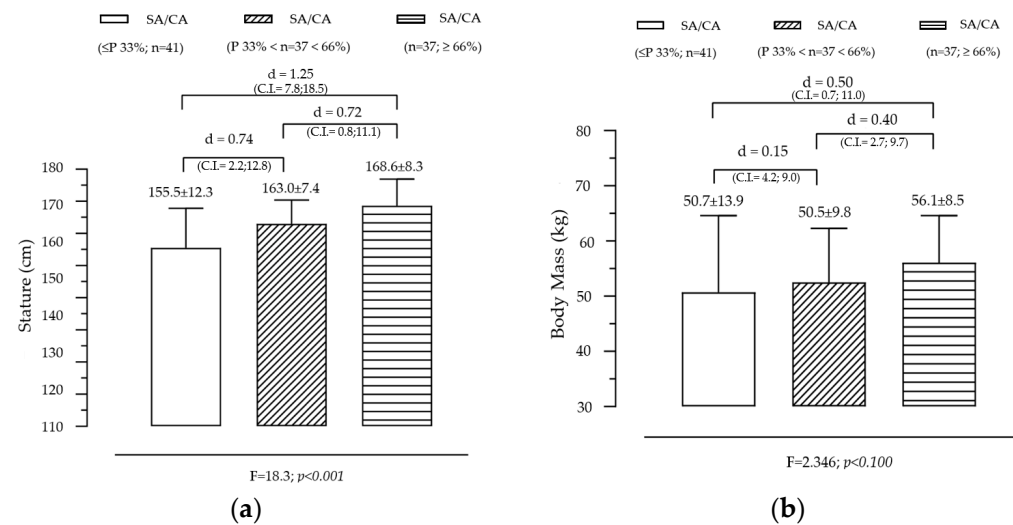 SA/CA SA/CA SA/CA
(≤P 33%; n=41) (P 33% < n=37 < 66%) (n=37; ≥ 66%)
d = 1.25
(C.I.= 7.8;18.5)
d = 0.72
(C.I.= 0.8;11.1)
d = 0.74
(C.I.= 2.2;12.8)
155.5±12.3
163.0±7.4
168.6±8.3
Stature (cm)
180
170
160
150
140
130
120
110
F=18.3; p<0.001
(a)
SA/CA SA/CA SA/CA
(≤P 33%; n=41) (P 33% < n=37 < 66%) (n=37; ≥ 66%)
d = 0.50
(C.I.= 0.7; 11.0)
d = 0.40
(C.I.= 2.7; 9.7)
d = 0.15
(C.I.= 4.2; 9.0)
50.7±13.9
50.5±9.8
56.1±8.5
Body Mass (kg)
80
70
60
50
40
30
F=2.346; p<0.100
(b)